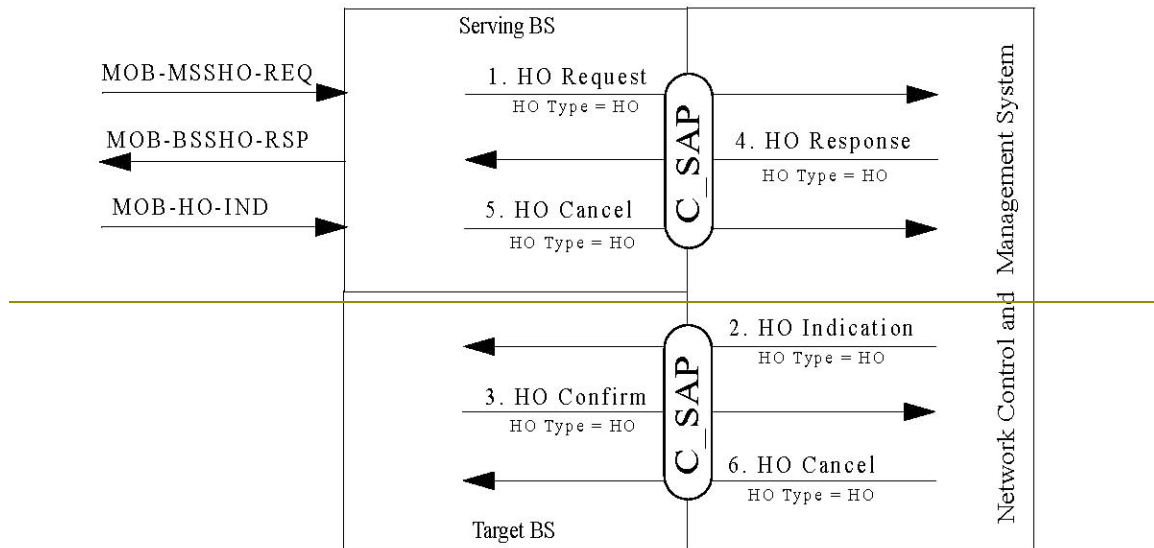 Serving BS
MOB-MSSHO-REQ
1. HO Request
HO Type = HO
MOB-BSSHO-RSP
4. HO Response
HO Type = HO
MOB-HO-IND
5. HO Cancel
HO Type = HO
C_SAP
Network Control and Management System
2. HO Indication
HO Type = HO
3. HO Confirm
HO Type = HO
C_SAP
6. HO Cancel
HO Type = HO
Target BS